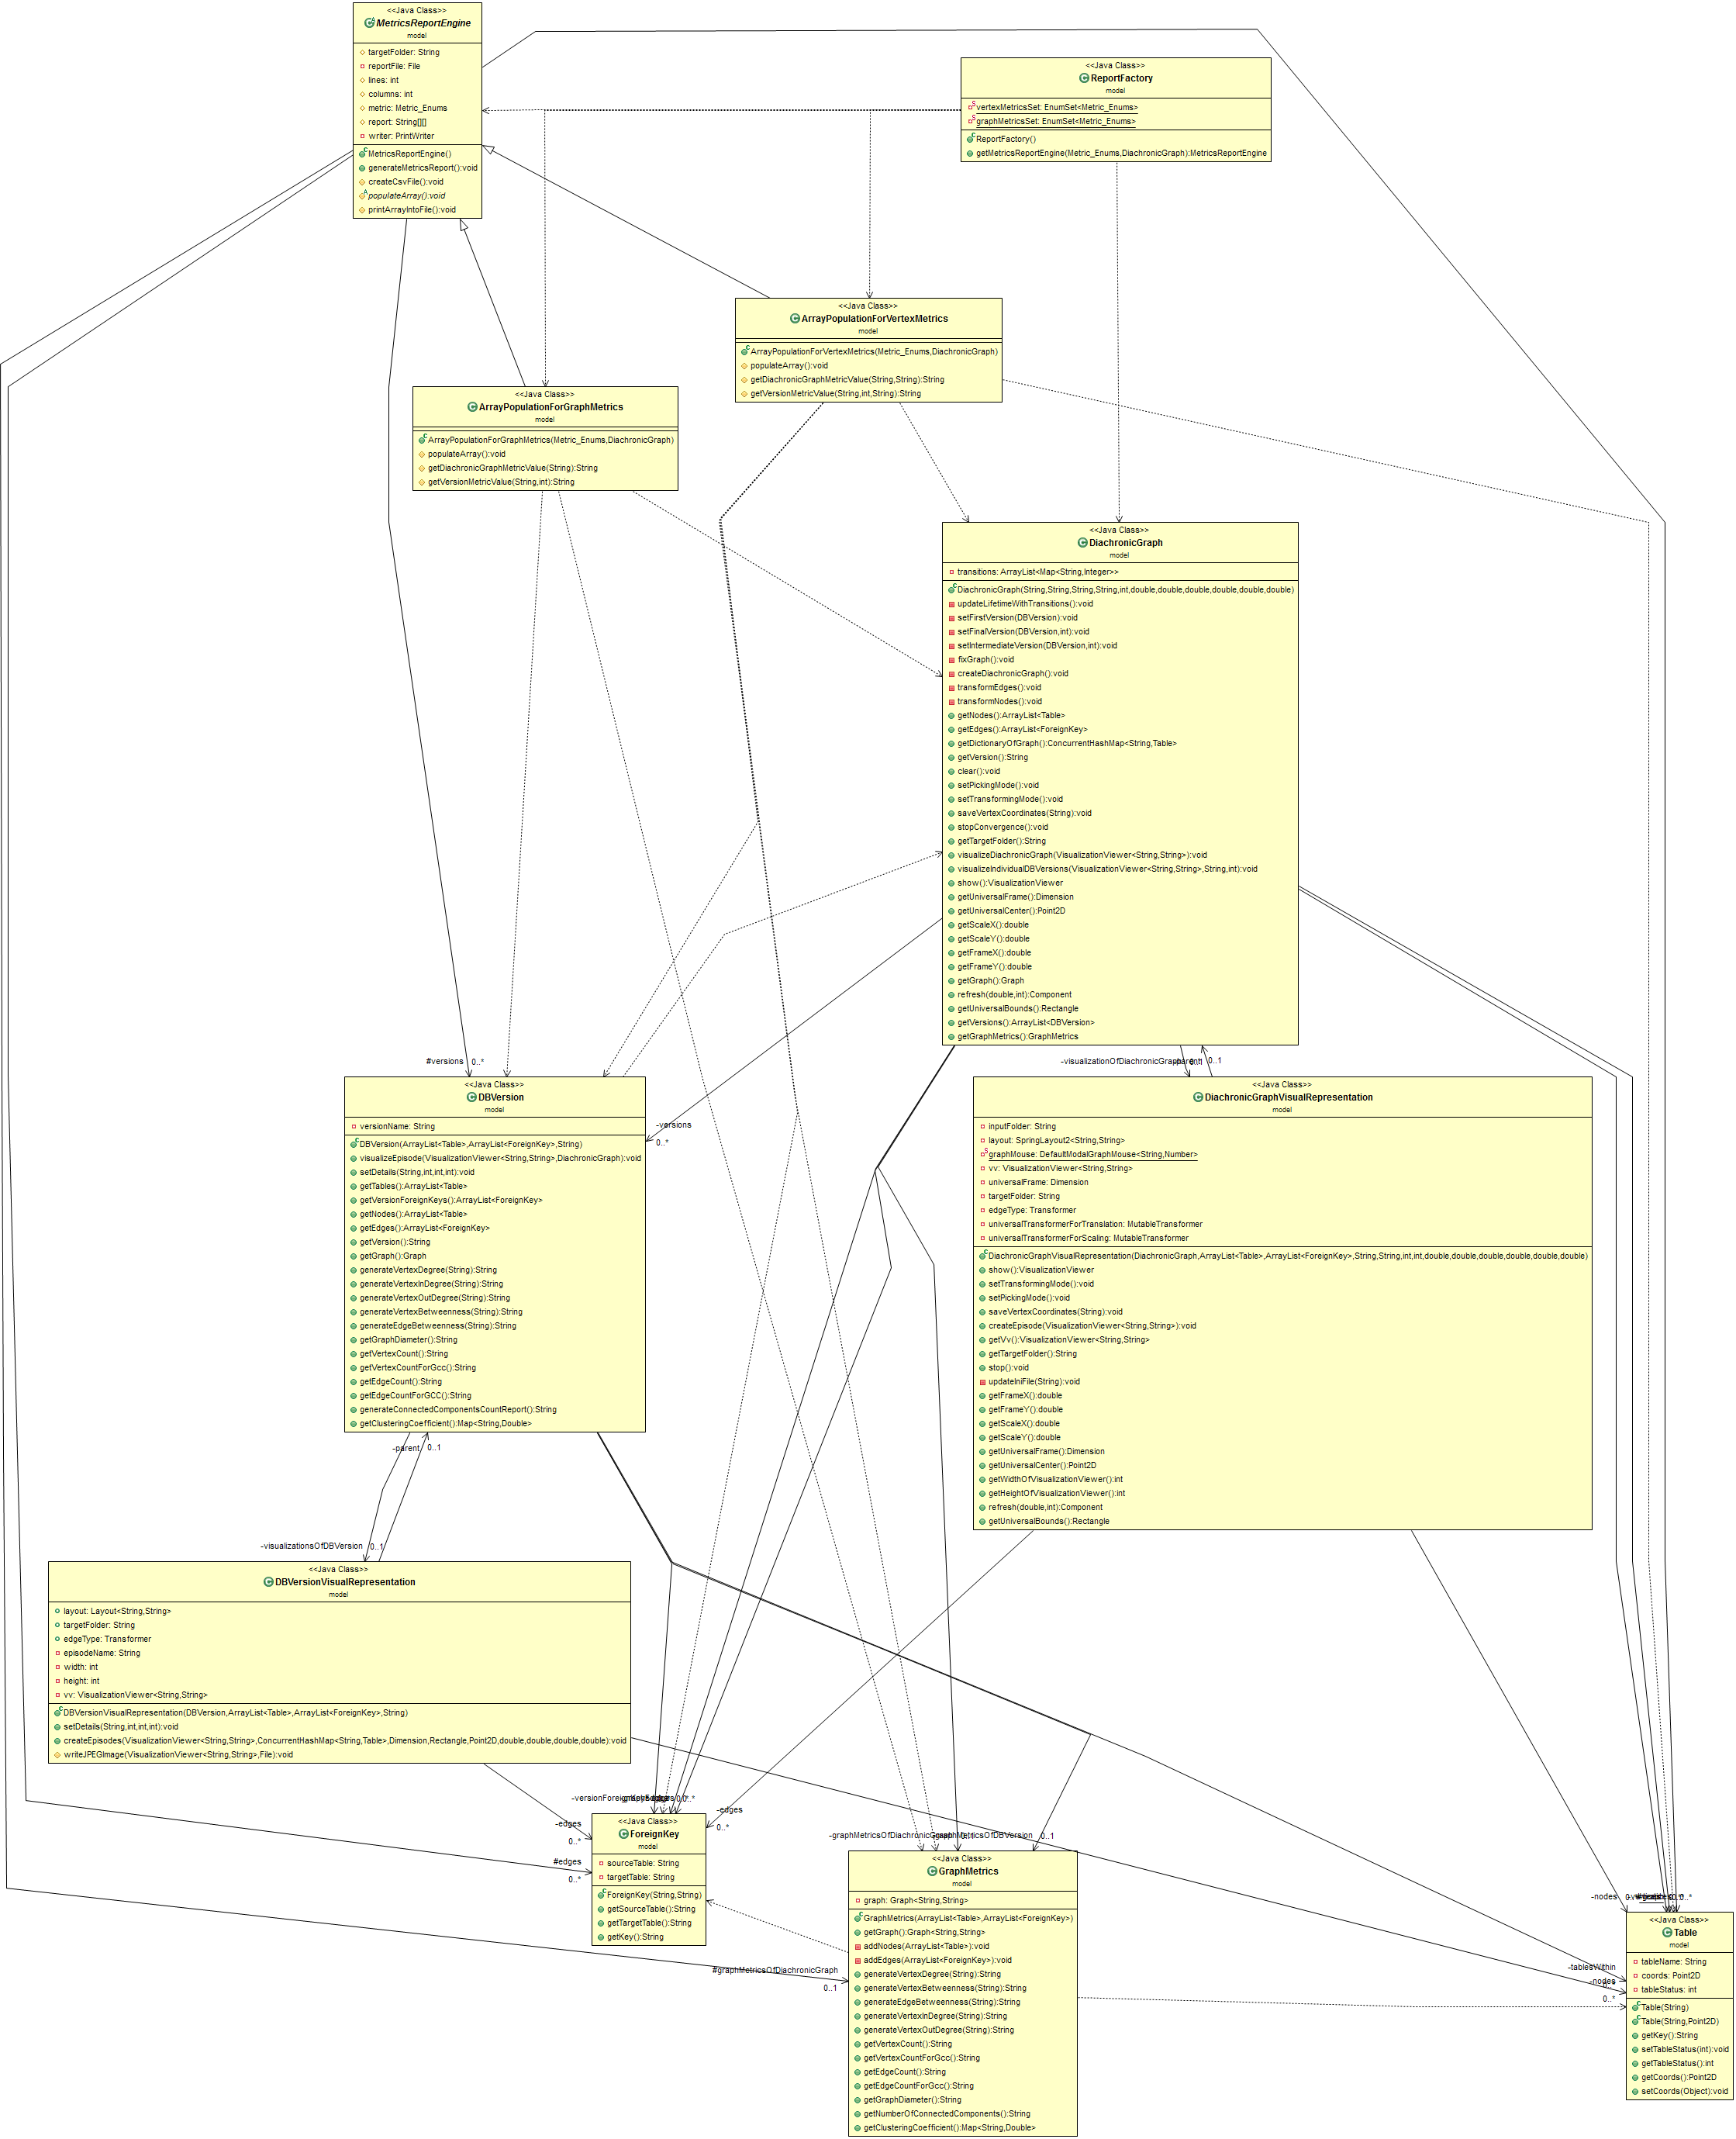 <<Java Class>>
MetricsReportEngine
model
targetFolder: String
reportFile: File
lines: int
columns: int
metric: Metric_Enums
report: String[][]
writer: PrintWriter
MetricsReportEngine()
generateMetricsReport():void
createCsvFile():void
populateArray():void
printArrayIntoFile():void
<<Java Class>>
ReportFactory
model
vertexMetricsSet: EnumSet<Metric_Enums>
graphMetricsSet: EnumSet<Metric_Enums>
ReportFactory()
getMetricsReportEngine(Metric_Enums,DiachronicGraph):MetricsReportEngine
<<Java Class>>
ArrayPopulationForVertexMetrics
model
ArrayPopulationForVertexMetrics(Metric_Enums,DiachronicGraph)
populateArray():void
getDiachronicGraphMetricValue(String,String):String
getVersionMetricValue(String,int,String):String
<<Java Class>>
ArrayPopulationForGraphMetrics
model
ArrayPopulationForGraphMetrics(Metric_Enums,DiachronicGraph)
populateArray():void
getDiachronicGraphMetricValue(String):String
getVersionMetricValue(String,int):String
<<Java Class>>
DiachronicGraph
model
transitions: ArrayList<Map<String,Integer>>
DiachronicGraph(String,String,String,String,int,double,double,double,double,double,double)
updateLifetimeWithTransitions():void
setFirstVersion(DBVersion):void
setFinalVersion(DBVersion,int):void
setIntermediateVersion(DBVersion,int):void
fixGraph():void
createDiachronicGraph():void
transformEdges():void
transformNodes():void
getNodes():ArrayList<Table>
getEdges():ArrayList<ForeignKey>
getDictionaryOfGraph():ConcurrentHashMap<String,Table>
getVersion():String
clear():void
setPickingMode():void
setTransformingMode():void
saveVertexCoordinates(String):void
stopConvergence():void
getTargetFolder():String
visualizeDiachronicGraph(VisualizationViewer<String,String>):void
visualizeIndividualDBVersions(VisualizationViewer<String,String>,String,int):void
show():VisualizationViewer
getUniversalFrame():Dimension
getUniversalCenter():Point2D
getScaleX():double
getScaleY():double
getFrameX():double
getFrameY():double
getGraph():Graph
refresh(double,int):Component
getUniversalBounds():Rectangle
getVersions():ArrayList<DBVersion>
getGraphMetrics():GraphMetrics
#versions 0..*
-visualizationOfDiachronicGraph
0..1
<<Java Class>>
DBVersion
model
versionName: String
DBVersion(ArrayList<Table>,ArrayList<ForeignKey>,String)
visualizeEpisode(VisualizationViewer<String,String>,DiachronicGraph):void
setDetails(String,int,int,int):void
getTables():ArrayList<Table>
getVersionForeignKeys():ArrayList<ForeignKey>
getNodes():ArrayList<Table>
getEdges():ArrayList<ForeignKey>
getVersion():String
getGraph():Graph
generateVertexDegree(String):String
generateVertexInDegree(String):String
generateVertexOutDegree(String):String
generateVertexBetweenness(String):String
generateEdgeBetweenness(String):String
getGraphDiameter():String
getVertexCount():String
getVertexCountForGcc():String
getEdgeCount():String
getEdgeCountForGCC():String
generateConnectedComponentsCountReport():String
getClusteringCoefficient():Map<String,Double>
-versions
0..*
<<Java Class>>
DiachronicGraphVisualRepresentation
model
inputFolder: String
layout: SpringLayout2<String,String>
graphMouse: DefaultModalGraphMouse<String,Number>
vv: VisualizationViewer<String,String>
universalFrame: Dimension
targetFolder: String
edgeType: Transformer
universalTransformerForTranslation: MutableTransformer
universalTransformerForScaling: MutableTransformer
DiachronicGraphVisualRepresentation(DiachronicGraph,ArrayList<Table>,ArrayList<ForeignKey>,String,String,int,int,double,double,double,double,double,double)
show():VisualizationViewer
setTransformingMode():void
setPickingMode():void
saveVertexCoordinates(String):void
createEpisode(VisualizationViewer<String,String>):void
getVv():VisualizationViewer<String,String>
getTargetFolder():String
stop():void
updateIniFile(String):void
getFrameX():double
getFrameY():double
getScaleX():double
getScaleY():double
getUniversalFrame():Dimension
getUniversalCenter():Point2D
getWidthOfVisualizationViewer():int
getHeightOfVisualizationViewer():int
refresh(double,int):Component
getUniversalBounds():Rectangle
-parent 0..1
-visualizationsOfDBVersion 0..1
<<Java Class>>
DBVersionVisualRepresentation
model
layout: Layout<String,String>
targetFolder: String
edgeType: Transformer
episodeName: String
width: int
height: int
vv: VisualizationViewer<String,String>
DBVersionVisualRepresentation(DBVersion,ArrayList<Table>,ArrayList<ForeignKey>,String)
setDetails(String,int,int,int):void
createEpisodes(VisualizationViewer<String,String>,ConcurrentHashMap<String,Table>,Dimension,Rectangle,Point2D,double,double,double,double):void
writeJPEGImage(VisualizationViewer<String,String>,File):void
-edges
0..*
#edges
0..*
<<Java Class>>
ForeignKey
model
sourceTable: String
targetTable: String
ForeignKey(String,String)
getSourceTable():String
getTargetTable():String
getKey():String
-edges
0..*
0..1
#graphMetricsOfDiachronicGraph
0..1
<<Java Class>>
GraphMetrics
model
graph: Graph<String,String>
GraphMetrics(ArrayList<Table>,ArrayList<ForeignKey>)
getGraph():Graph<String,String>
addNodes(ArrayList<Table>):void
addEdges(ArrayList<ForeignKey>):void
generateVertexDegree(String):String
generateVertexBetweenness(String):String
generateEdgeBetweenness(String):String
generateVertexInDegree(String):String
generateVertexOutDegree(String):String
getVertexCount():String
getVertexCountForGcc():String
getEdgeCount():String
getEdgeCountForGcc():String
getGraphDiameter():String
getNumberOfConnectedComponents():String
getClusteringCoefficient():Map<String,Double>
-nodes
-tablesWithin
-nodes
0..*
<<Java Class>>
Table
model
tableName: String
coords: Point2D
tableStatus: int
Table(String)
Table(String,Point2D)
getKey():String
setTableStatus(int):void
getTableStatus():int
getCoords():Point2D
setCoords(Object):void